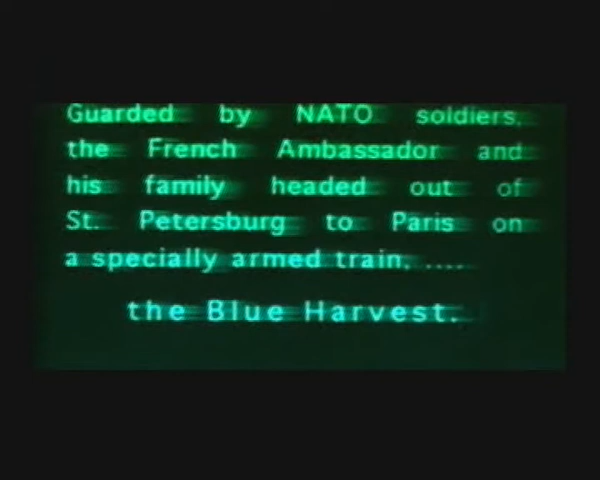 Guarded by NATO soldiers,
the French Ambassador and
his family headed out of
St. Petersburg to Paris on
a specially armed train, ....
the Blue Harvest.